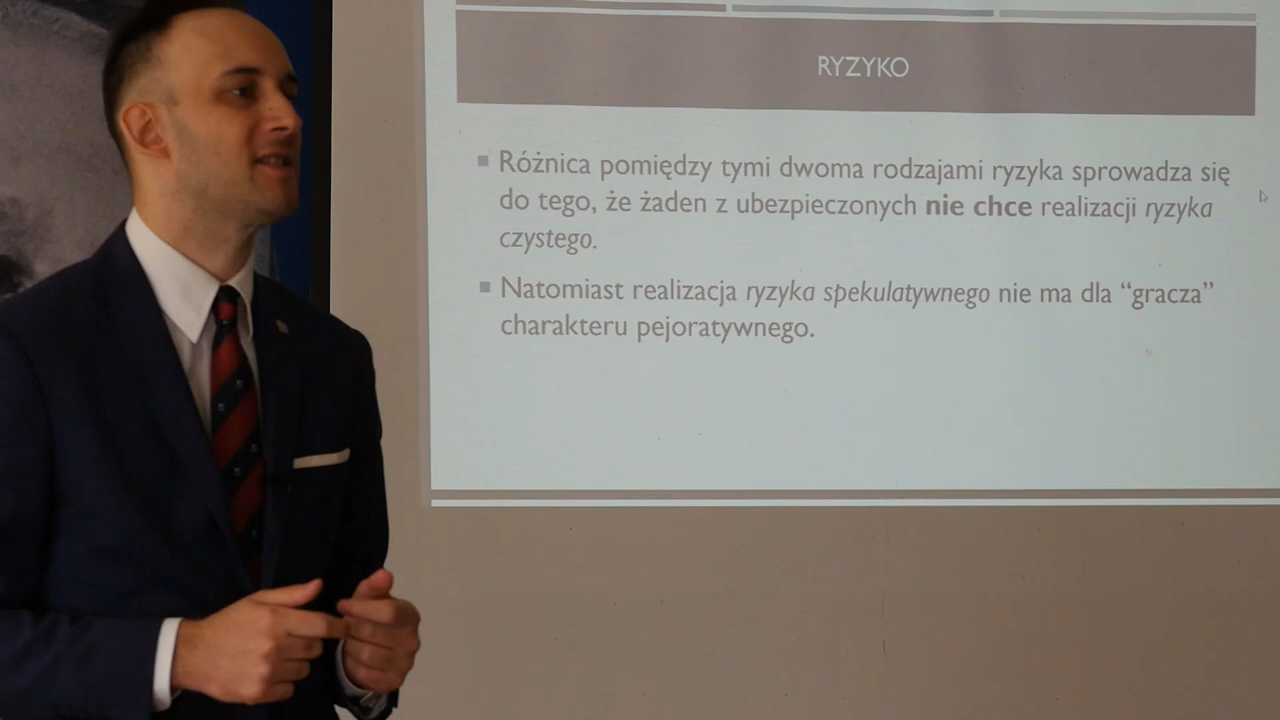 RYZYKO
Różnica pomiędzy tymi dwoma rodzajami ryzyka sprowadza się
do tego, że żaden z ubezpieczonych nie chce realizacji ryzyka
czystego.
Natomiast realizacja ryzyka spekulatywnego nie ma dla “gracza”
charakteru pejoratywnego.